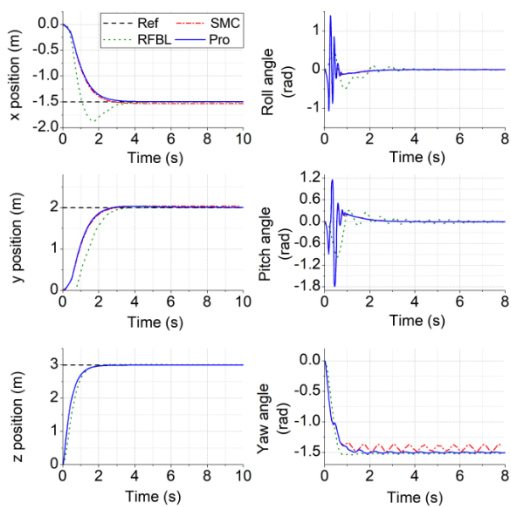 Ref
SMC
RFBL
Pro
x position (m)
0.0
-0.5
-1.0
-1.5
-2.0
0 2 4 6 8 10
Time (s)
Roll angle
(rad)
1
0
1
0 2 4 6 8
Time (s)
y position (m)
2
1
0
0 2 4 6 8 10
Time (s)
Pitch angle
(rad)
1.2
0.6
0.0
-0.6
-1.2
-1.8
0 2 4 6 8
Time (s)
z position (m)
3
2
1
0
0 2 4 6 8 10
Time (s)
Yaw angle
(rad)
0.0
-0.5
-1.0
-1.5
0 2 4 6 8
Time (s)